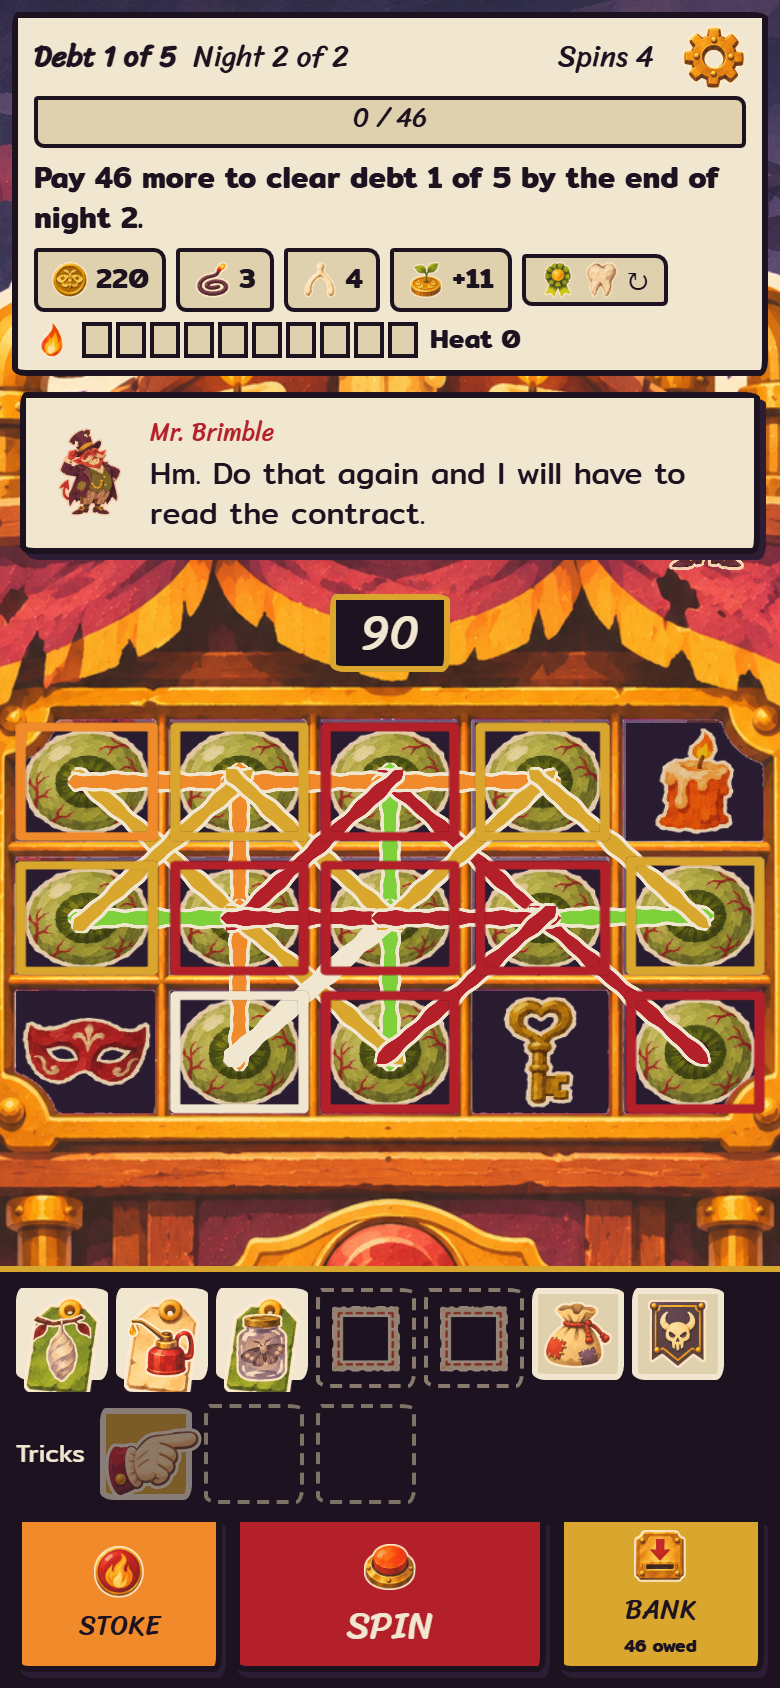 Debt 1 of 5 Night 2 of 2 Spins 4
0 / 46
Pay 46 more to clear debt 1 of 5 by the end of
night 2.
220 3 4 +11
Heat 0
Mr. Brimble
Hm. Do that again and I will have to
read the contract.
90
Tricks
STOKE
SPIN
BANK
46 owed